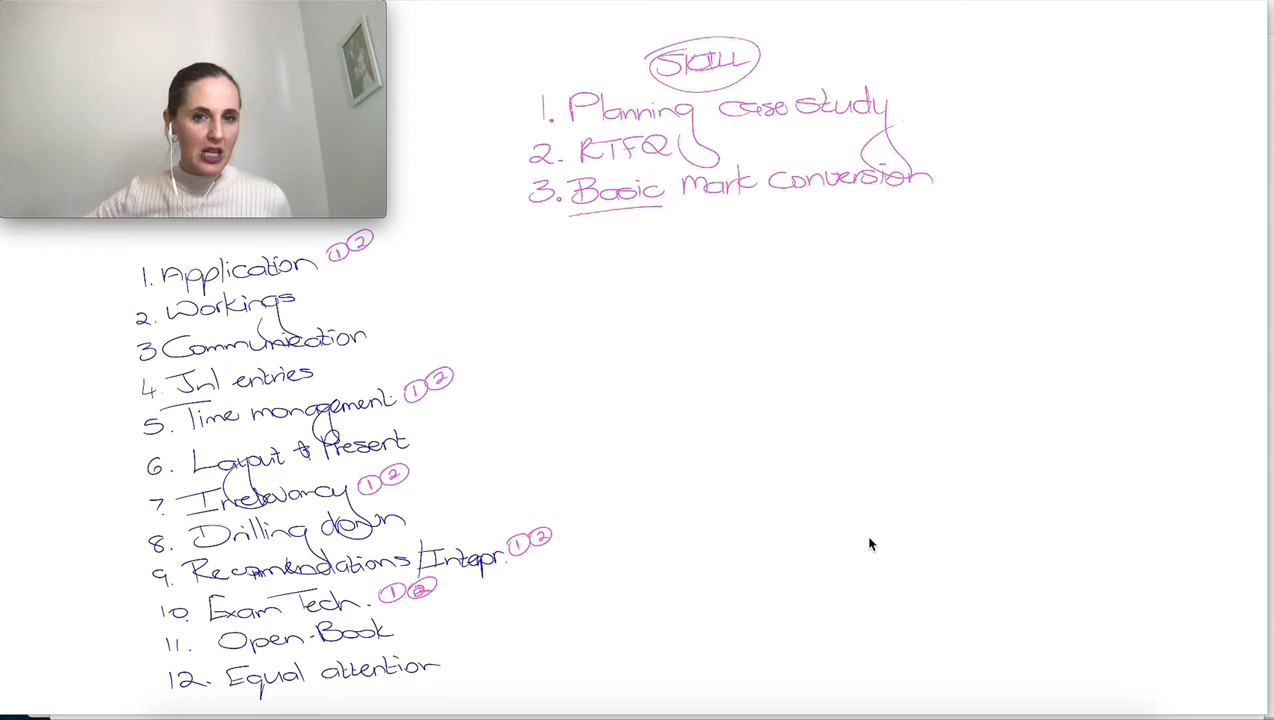 SKILL
1. Planning case study
2. RTFQ
3. Basic mark conversion
1. Application ① ②
2. Workings
3 Communication
4. Jnl entries
5. Time management ① ②
6. Layout & Present
7. Irrelevancy ① ②
8. Drilling down
9. Recommendations/Interpr. ① ②
10. Exam Tech. ① ②
11. Open-Book
12. Equal attention